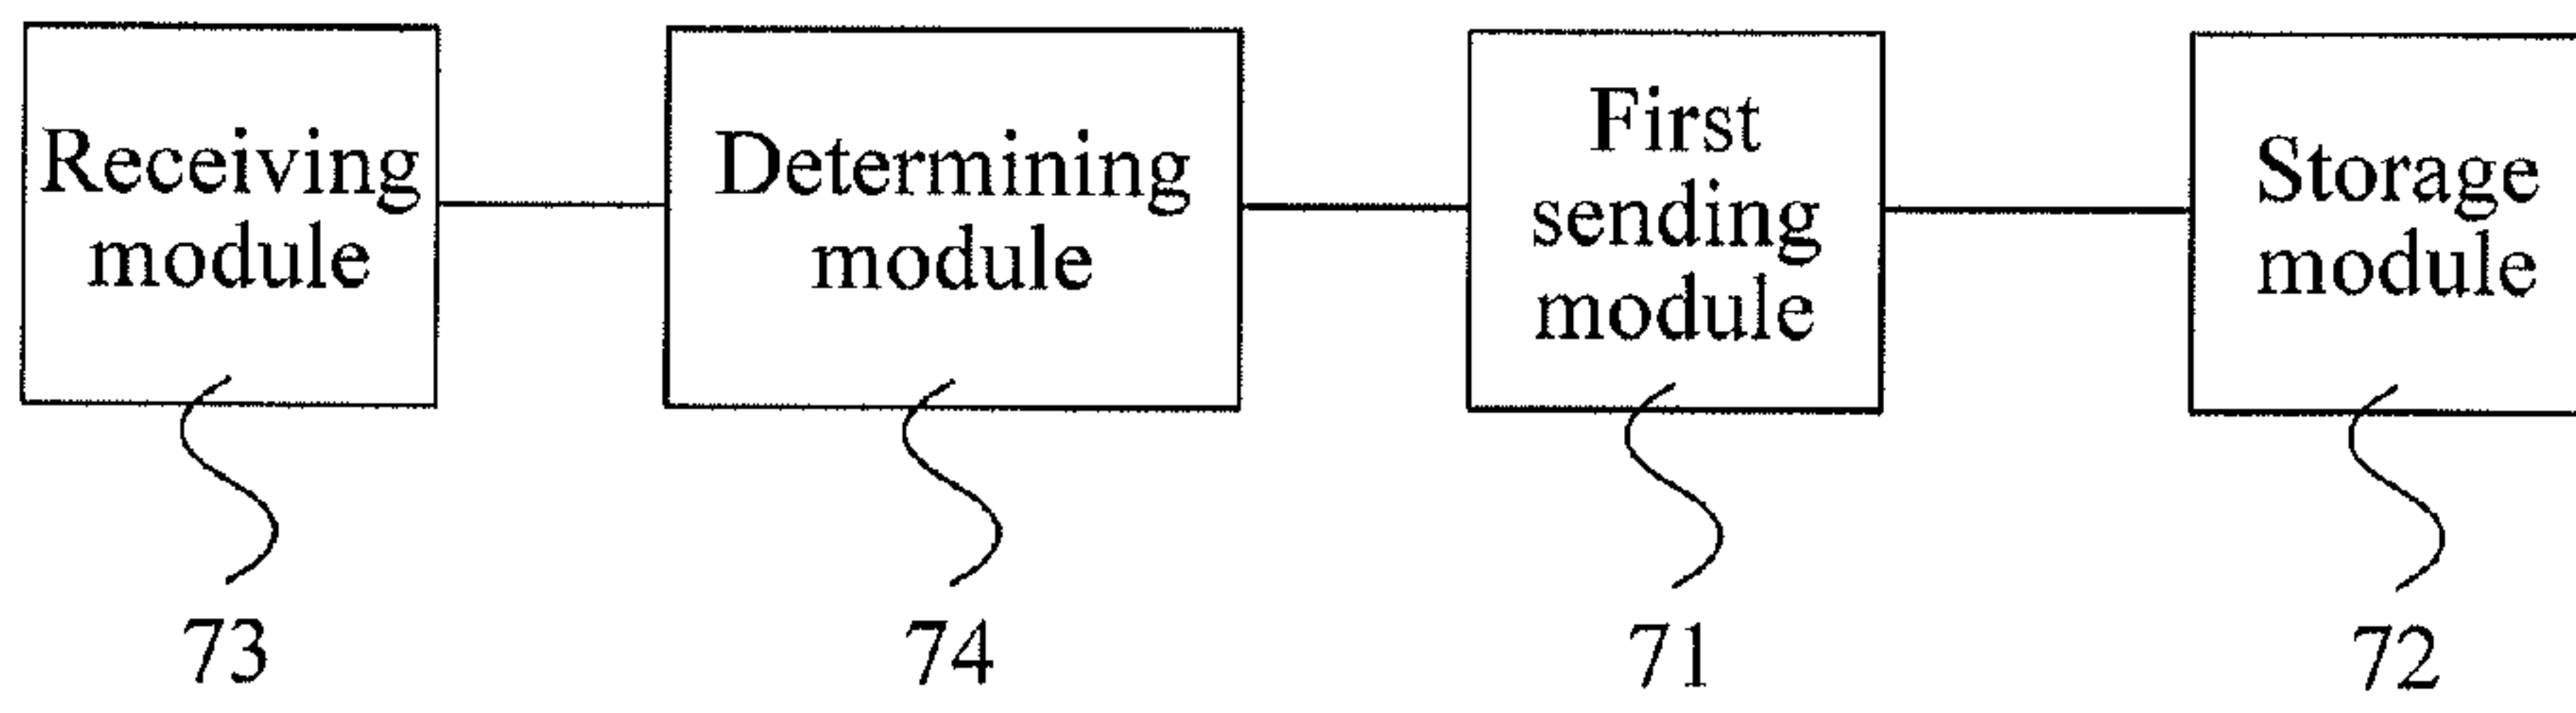 Receiving
module
Determining
module
First
sending
module
Storage
module
73
74
71
72